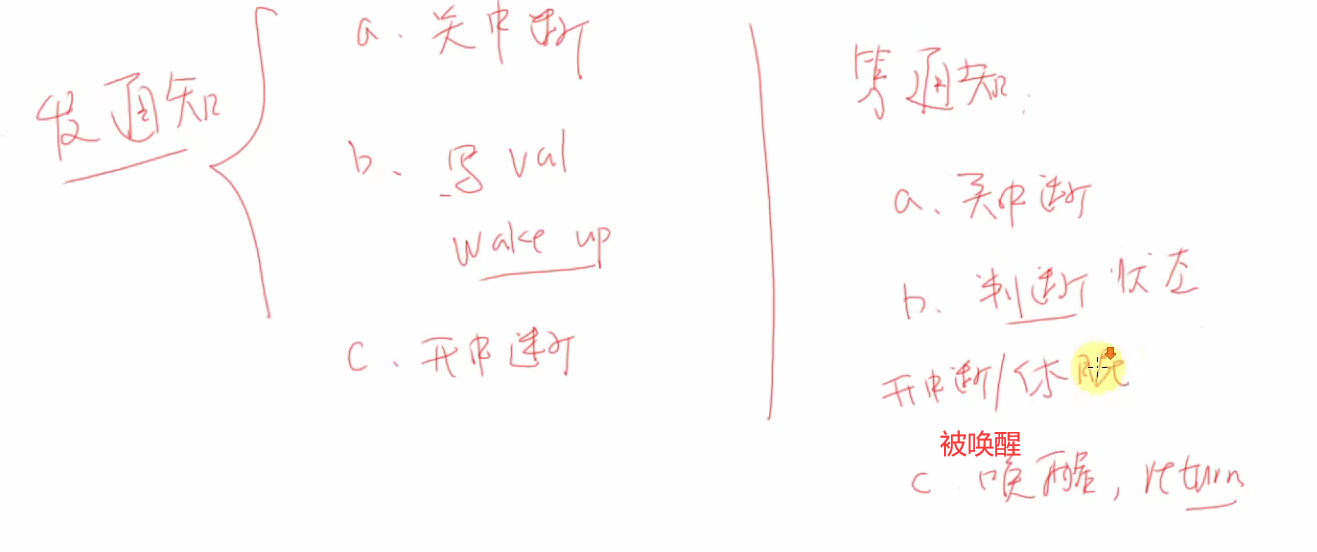 发通知
a. 关中断
b、写 val
wake up
c、开中断
等通知.
a、关中断
b、判断 状态
开中断/休眠
被唤醒
c 唤醒, return